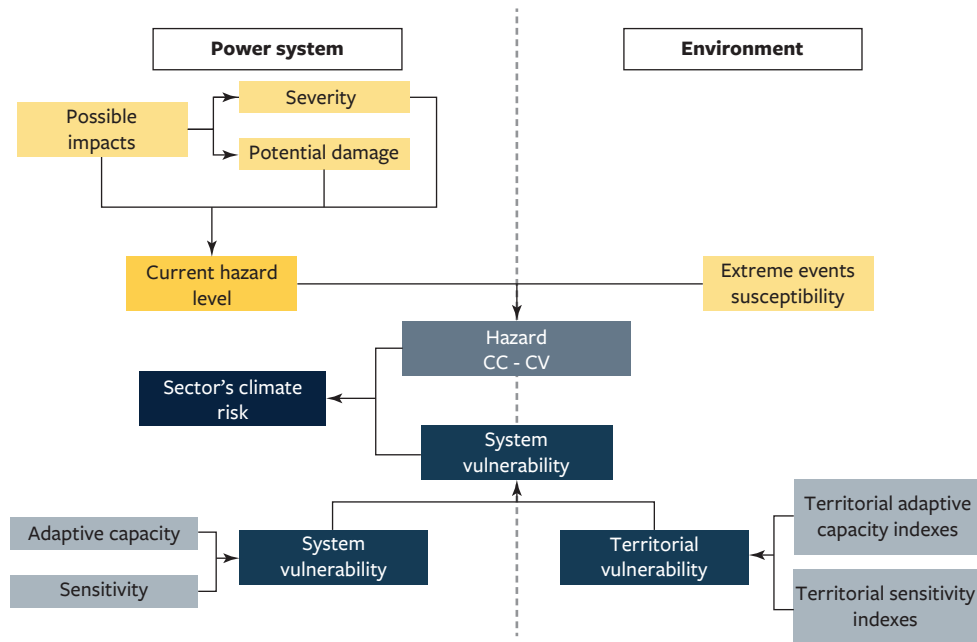 Power system
Environment
Possible
impacts
Severity
Potential damage
Current hazard
level
Extreme events
susceptibility
Hazard
CC - CV
Sector's climate
risk
System
vulnerability
Adaptive capacity
Sensitivity
System
vulnerability
Territorial
vulnerability
Territorial adaptive
capacity indexes
Territorial sensitivity
indexes